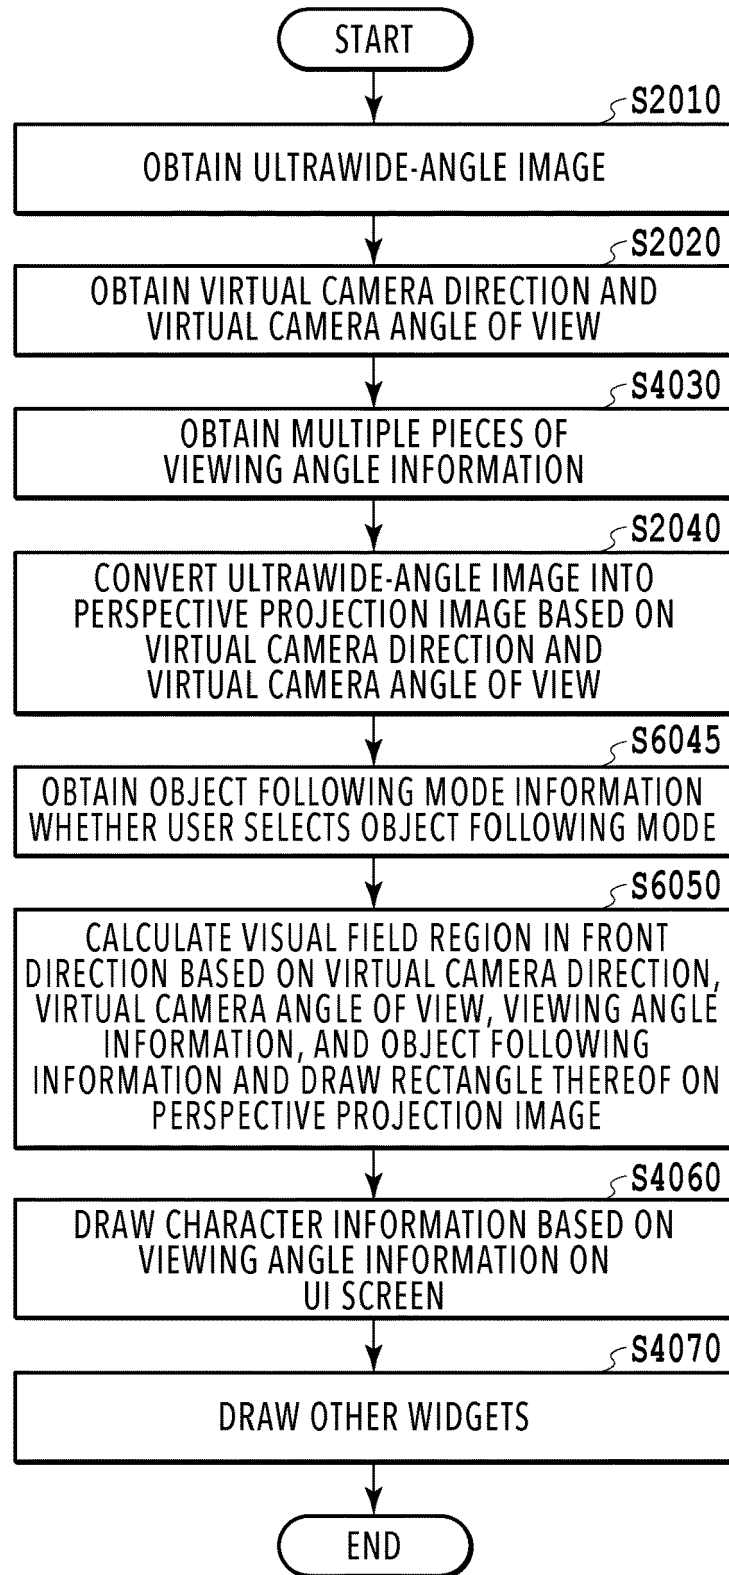 START
S2010
OBTAIN ULTRAWIDE-ANGLE IMAGE
S2020
OBTAIN VIRTUAL CAMERA DIRECTION AND
VIRTUAL CAMERA ANGLE OF VIEW
S4030
OBTAIN MULTIPLE PIECES OF
VIEWING ANGLE INFORMATION
S2040
CONVERT ULTRAWIDE-ANGLE IMAGE INTO
PERSPECTIVE PROJECTION IMAGE BASED ON
VIRTUAL CAMERA DIRECTION AND
VIRTUAL CAMERA ANGLE OF VIEW
S6045
OBTAIN OBJECT FOLLOWING MODE INFORMATION
WHETHER USER SELECTS OBJECT FOLLOWING MODE
S6050
CALCULATE VISUAL FIELD REGION IN FRONT
DIRECTION BASED ON VIRTUAL CAMERA DIRECTION,
VIRTUAL CAMERA ANGLE OF VIEW, VIEWING ANGLE
INFORMATION, AND OBJECT FOLLOWING
INFORMATION AND DRAW RECTANGLE THEREOF ON
PERSPECTIVE PROJECTION IMAGE
S4060
DRAW CHARACTER INFORMATION BASED ON
VIEWING ANGLE INFORMATION ON
UI SCREEN
S4070
DRAW OTHER WIDGETS
END